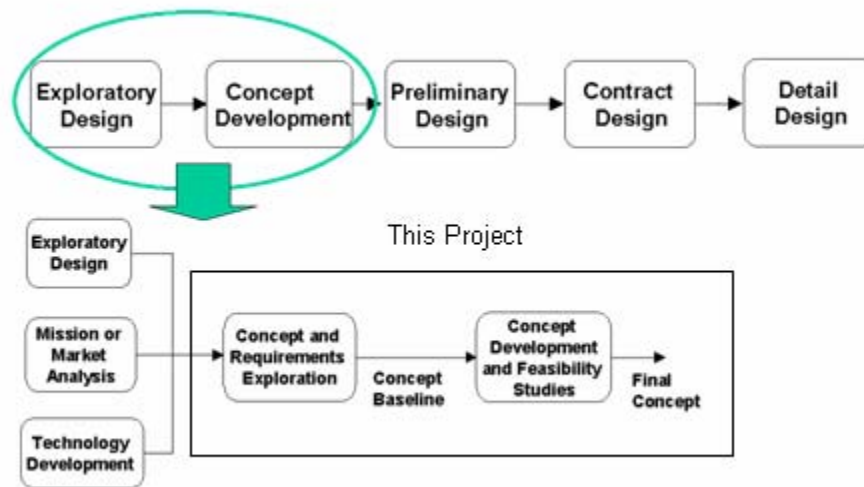 Exploratory
Design
Concept
Development
Preliminary
Design
Contract
Design
Detail
Design
This Project
Exploratory
Design
Mission or
Market
Analysis
Technology
Development
Concept and
Requirements
Exploration
Concept
Baseline
Concept
Development
and Feasibility
Studies
Final
Concept